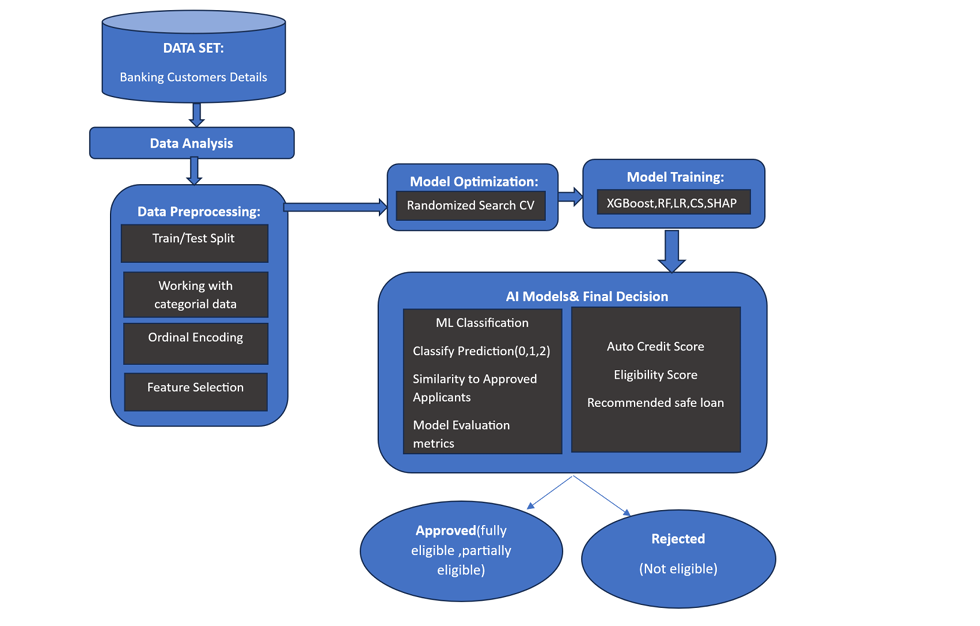 DATA SET:
Banking Customers Details
Data Analysis
Data Preprocessing:
Train/Test Split
Working with
categorial data
Ordinal Encoding
Feature Selection
Model Optimization:
Randomized Search CV
Model Training:
XGBoost,RF,LR,CS,SHAP
AI Models& Final Decision
ML Classification
Classify Prediction(0,1,2)
Similarity to Approved
Applicants
Model Evaluation
metrics
Auto Credit Score
Eligibility Score
Recommended safe loan
Approved(fully
eligible ,partially
eligible)
Rejected
(Not eligible)